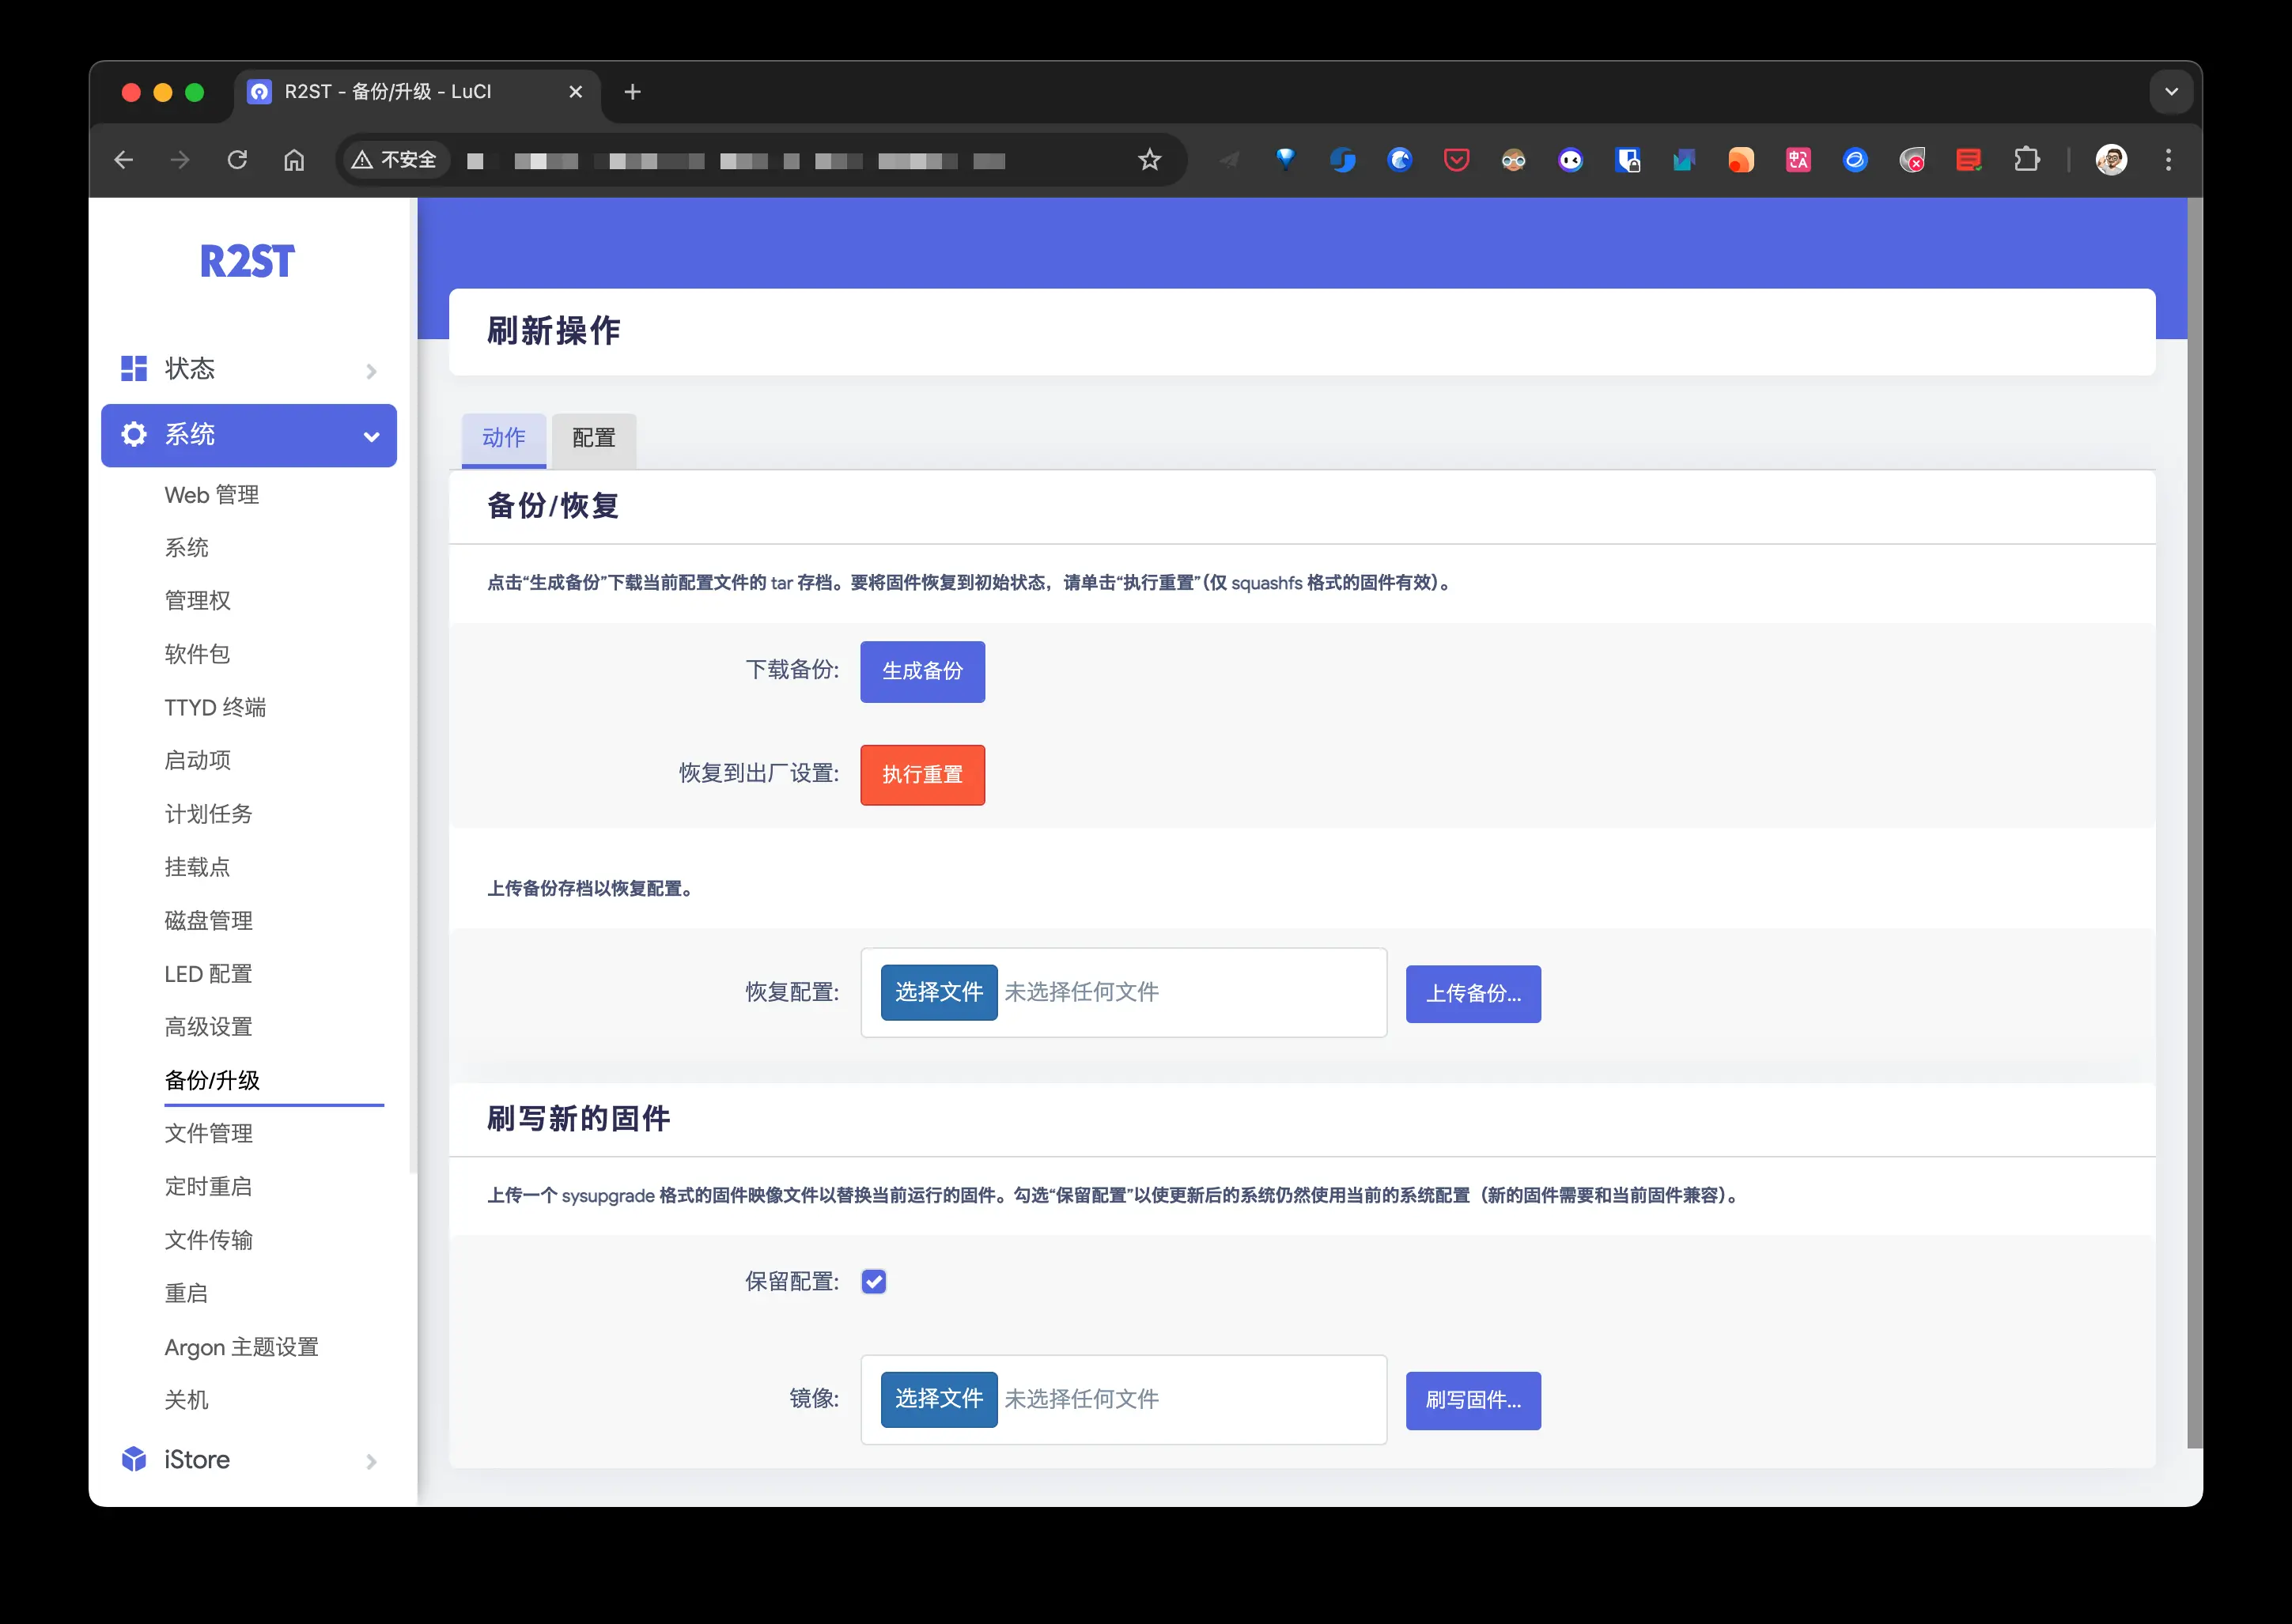 R2ST - 备份/升级 - LuCI
不安全
R2ST
状态
系统
Web 管理
系统
管理权
软件包
TTYD 终端
启动项
计划任务
挂载点
磁盘管理
LED 配置
高级设置
备份/升级
文件管理
定时重启
文件传输
重启
Argon 主题设置
关机
iStore
刷新操作
动作 配置
备份/恢复
点击“生成备份”下载当前配置文件的 tar 存档。要将固件恢复到初始状态，请单击“执行重置”（仅 squashfs 格式的固件有效）。
下载备份: 生成备份
恢复到出厂设置: 执行重置
上传备份存档以恢复配置。
恢复配置: 选择文件 未选择任何文件 上传备份...
刷写新的固件
上传一个 sysupgrade 格式的固件映像文件以替换当前运行的固件。勾选“保留配置”以使更新后的系统仍然使用当前的系统配置（新的固件需要和当前固件兼容）。
保留配置:
镜像: 选择文件 未选择任何文件 刷写固件...